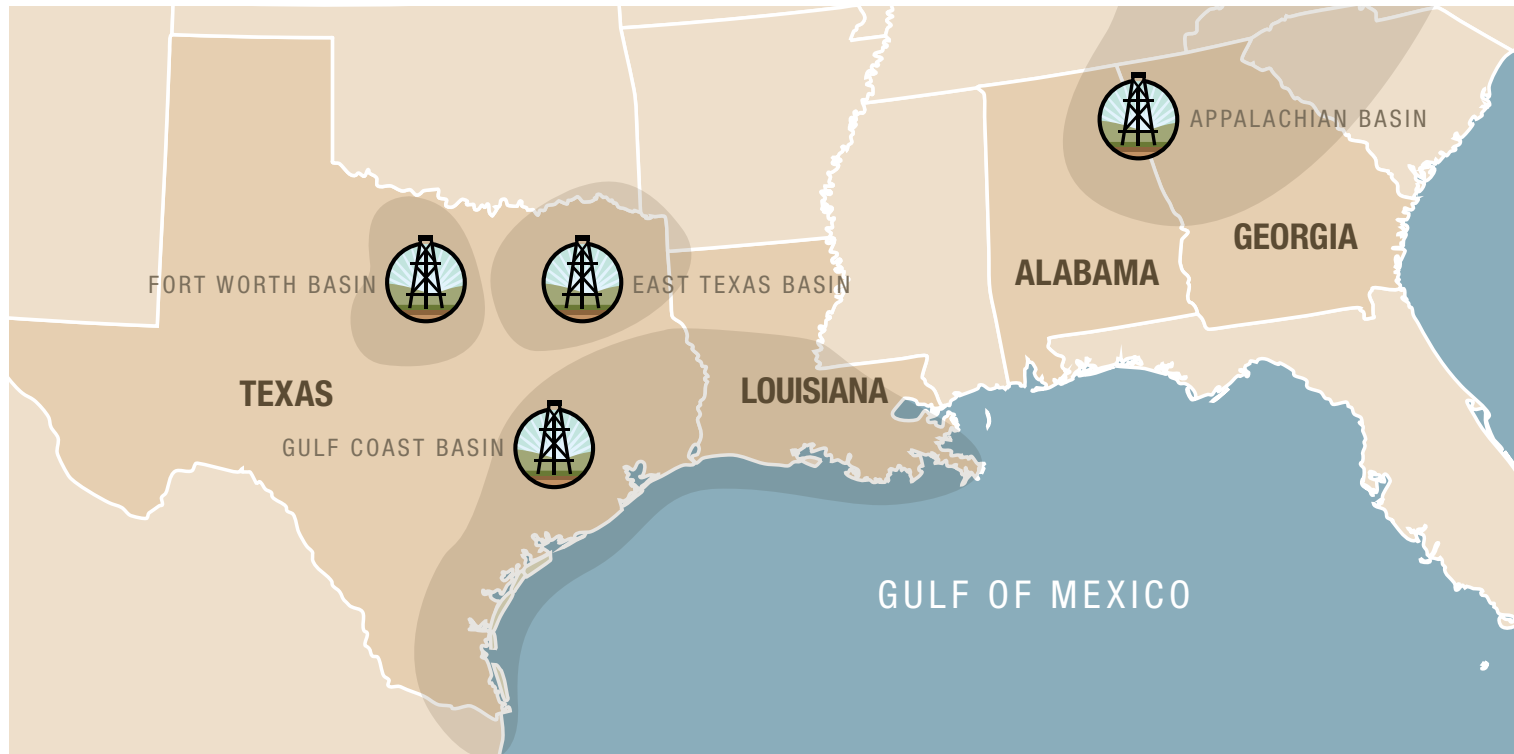 APPALACHIAN BASIN
GEORGIA
ALABAMA
FORT WORTH BASIN
EAST TEXAS BASIN
TEXAS
LOUISIANA
GULF COAST BASIN
GULF OF MEXICO